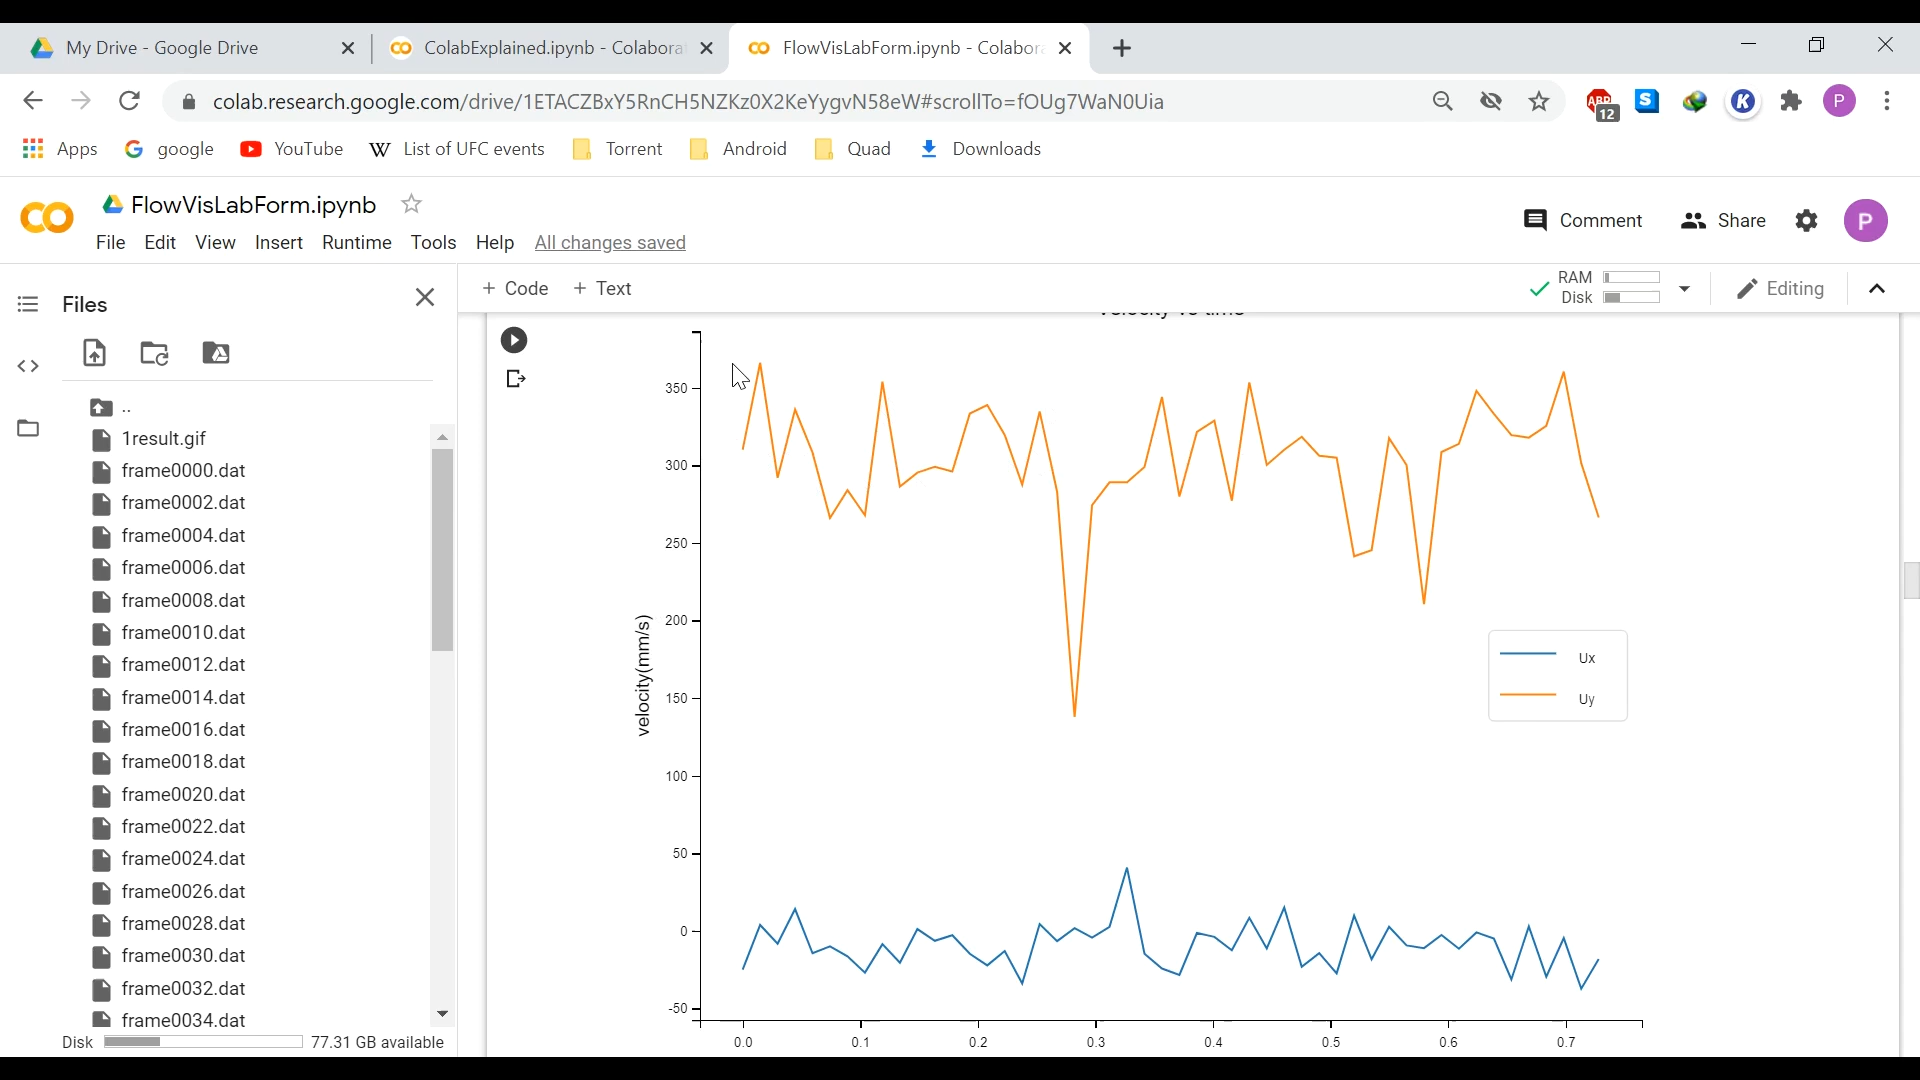 My Drive - Google Drive
ColabExplained.ipynb - Colabora
FlowVisLabForm.ipynb - Colabora
colab.research.google.com/drive/1ETACZBxY5RnCH5NZKz0X2KeYygvN58eW#scrollTo=fOUg7WaN0Uia
ABP
12
S
K
P
Apps
google
YouTube
W List of UFC events
Torrent
Android
Quad
Downloads
FlowVisLabForm.ipynb
Comment
Share
P
File Edit View Insert Runtime Tools Help All changes saved
Files
+ Code
+ Text
RAM
Disk
Editing
..
1result.gif
frame0000.dat
frame0002.dat
frame0004.dat
frame0006.dat
frame0008.dat
frame0010.dat
frame0012.dat
frame0014.dat
frame0016.dat
frame0018.dat
frame0020.dat
frame0022.dat
frame0024.dat
frame0026.dat
frame0028.dat
frame0030.dat
frame0032.dat
frame0034.dat
Disk
77.31 GB available
velocity vs time
velocity(mm/s)
350
300
250
200
150
100
50
0
-50
0.0 0.1 0.2 0.3 0.4 0.5 0.6 0.7
Ux
Uy